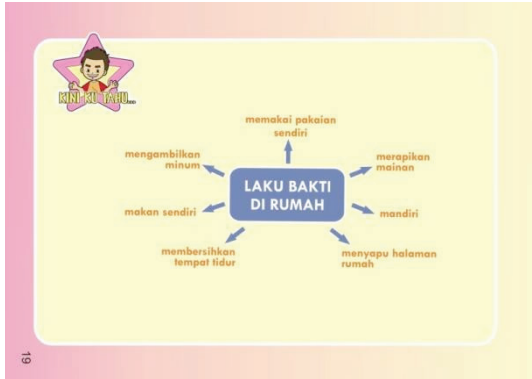 KINI KU TAHU...
memakai pakaian
sendiri
mengambilkan
minum
merapikan
mainan
LAKU BAKTI
DI RUMAH
makan sendiri
mandiri
membersihkan
tempat tidur
menyapu halaman
rumah
19